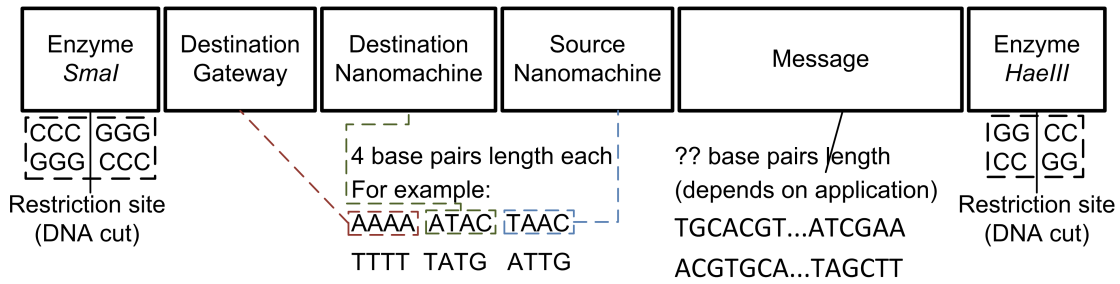 Enzyme
SmaI
Destination
Gateway
Destination
Nanomachine
Source
Nanomachine
Message
Enzyme
HaeIII
CCC GGG
GGG CCC
Restriction site
(DNA cut)
4 base pairs length each
For example:
AAAA ATAC TAAC
TTTT TATG ATTG
?? base pairs length
(depends on application)
TGCACGT...ATCGAA
ACGTGCA...TAGCTT
GG CC
CC GG
Restriction site
(DNA cut)